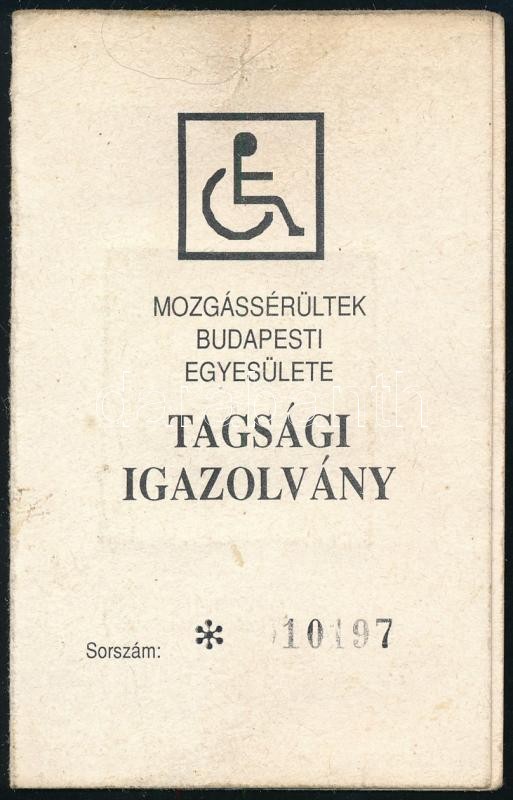 MOZGÁSSÉRÜLTEK
BUDAPESTI
EGYESÜLETE
TAGSÁGI
IGAZOLVÁNY
Sorszám: * 10197